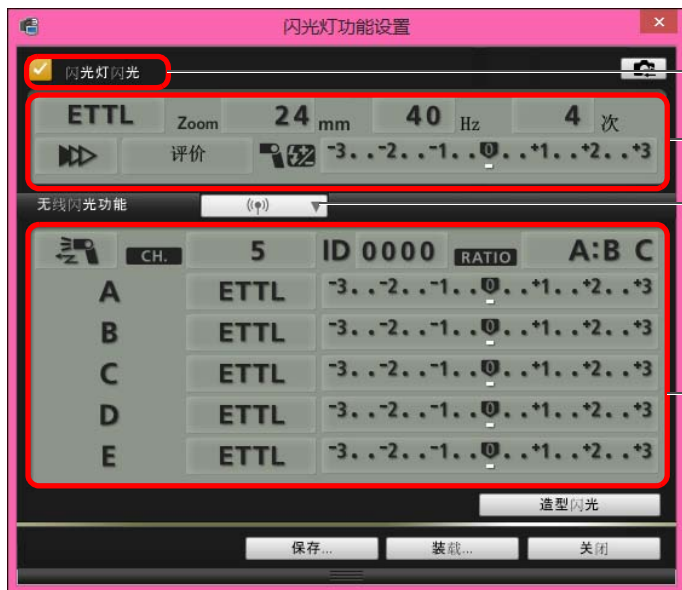 闪光灯功能设置
闪光灯闪光
ETTL Zoom 24 mm 40 Hz 4 次
评价 -3..-2..-1..0..+1..+2..+3
无线闪光功能
CH. 5 ID 0000 RATIO A:B C
A ETTL -3..-2..-1..0..+1..+2..+3
B ETTL -3..-2..-1..0..+1..+2..+3
C ETTL -3..-2..-1..0..+1..+2..+3
D ETTL -3..-2..-1..0..+1..+2..+3
E ETTL -3..-2..-1..0..+1..+2..+3
造型闪光
保存... 装载... 关闭